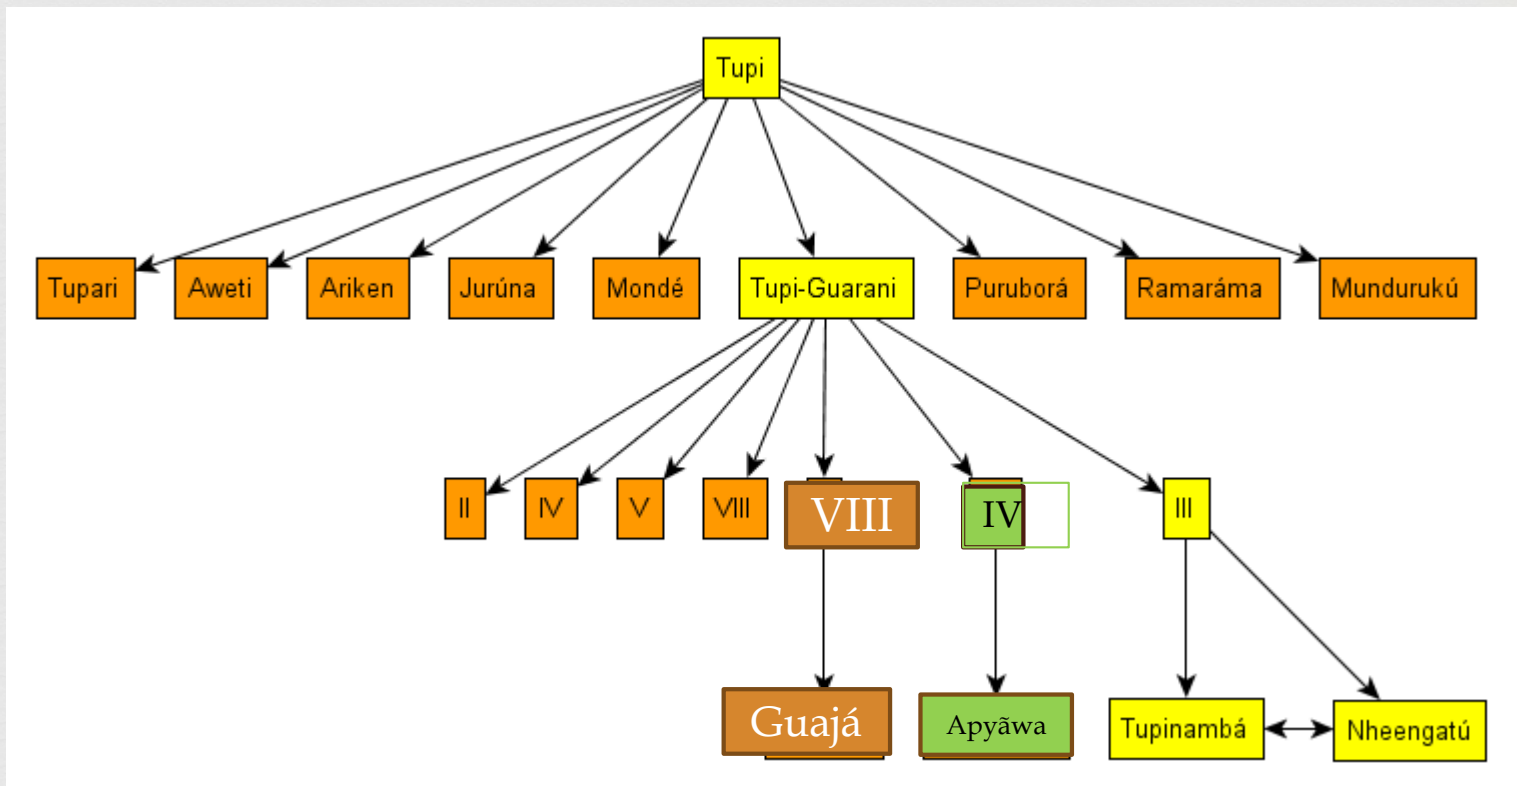 Tupi
Tupari
Aweti
Ariken
Jurúna
Mondé
Tupi-Guarani
Puruborá
Ramaráma
Mundurukú
II
IV
V
VIII
VIII
IV
III
Guajá
Apyãwa
Tupinambá
Nheengatú